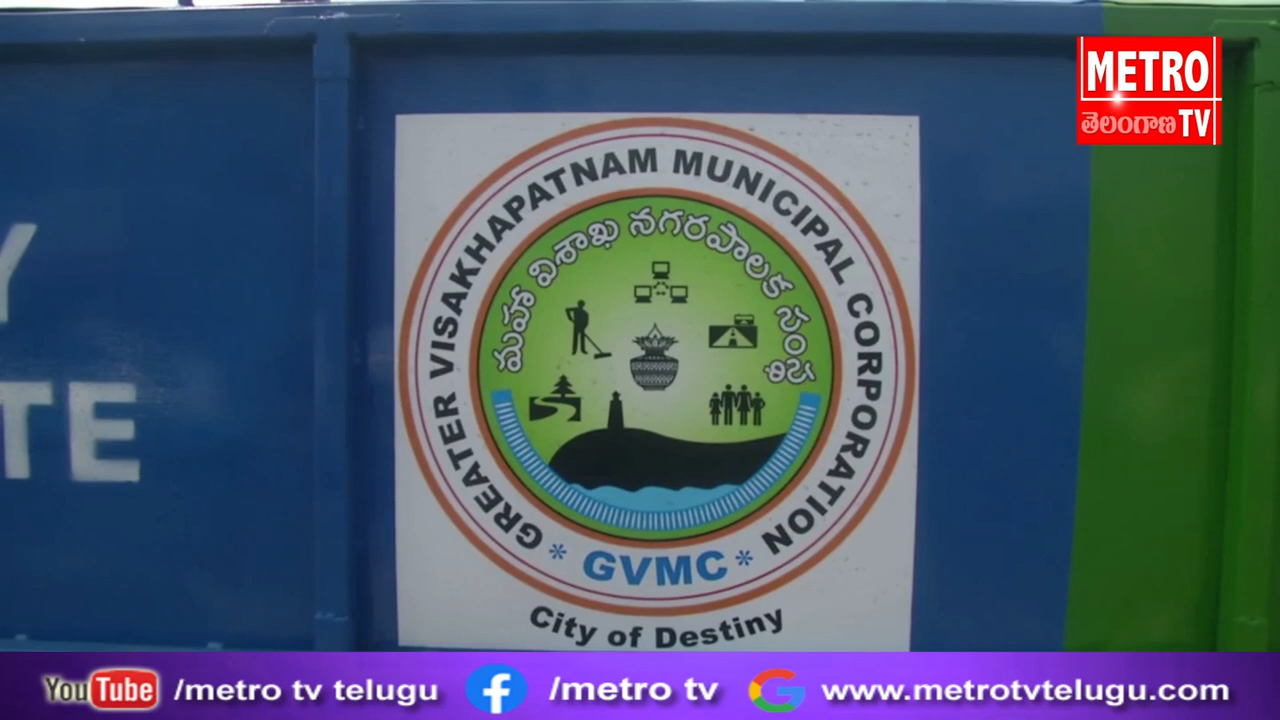 METRO
తెలంగాణ TV
GREATER VISAKHAPATNAM MUNICIPAL CORPORATION
మహా విశాఖ నగరపాలక సంస్థ
* GVMC *
City of Destiny
Y
TE
YouTube /metro tv telugu f /metro tv G www.metrotvtelugu.com